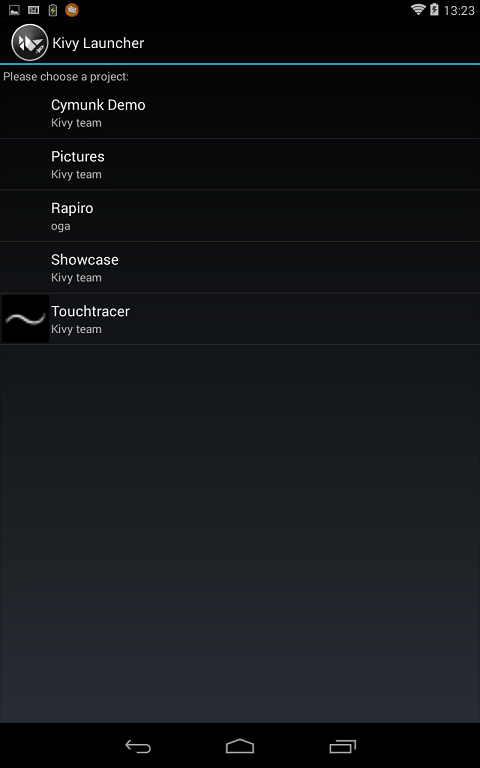 13:23
Kivy Launcher
Please choose a project:
Cymunk Demo
Kivy team
Pictures
Kivy team
Rapiro
oga
Showcase
Kivy team
Touchtracer
Kivy team